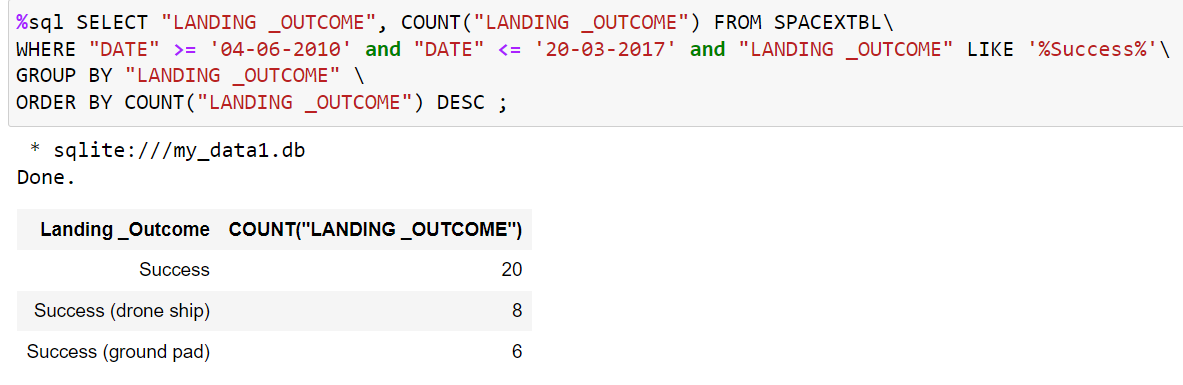 %sql SELECT "LANDING _OUTCOME", COUNT("LANDING _OUTCOME") FROM SPACEXTBL\
WHERE "DATE" >= '04-06-2010' and "DATE" <= '20-03-2017' and "LANDING _OUTCOME" LIKE '%Success%'\
GROUP BY "LANDING _OUTCOME" \
ORDER BY COUNT("LANDING _OUTCOME") DESC ;
* sqlite:///my_data1.db
Done.
Landing _Outcome COUNT("LANDING _OUTCOME")
Success 20
Success (drone ship) 8
Success (ground pad) 6